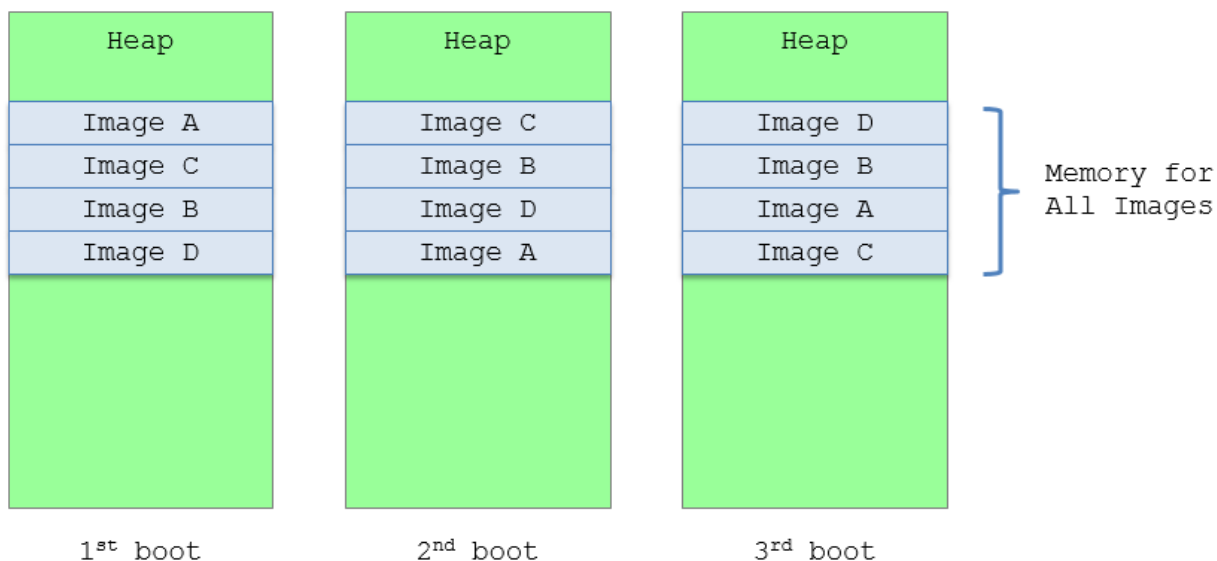 Heap
Image A
Image C
Image B
Image D
1st boot
Heap
Image C
Image B
Image D
Image A
2nd boot
Heap
Image D
Image B
Image A
Image C
3rd boot
Memory for
All Images